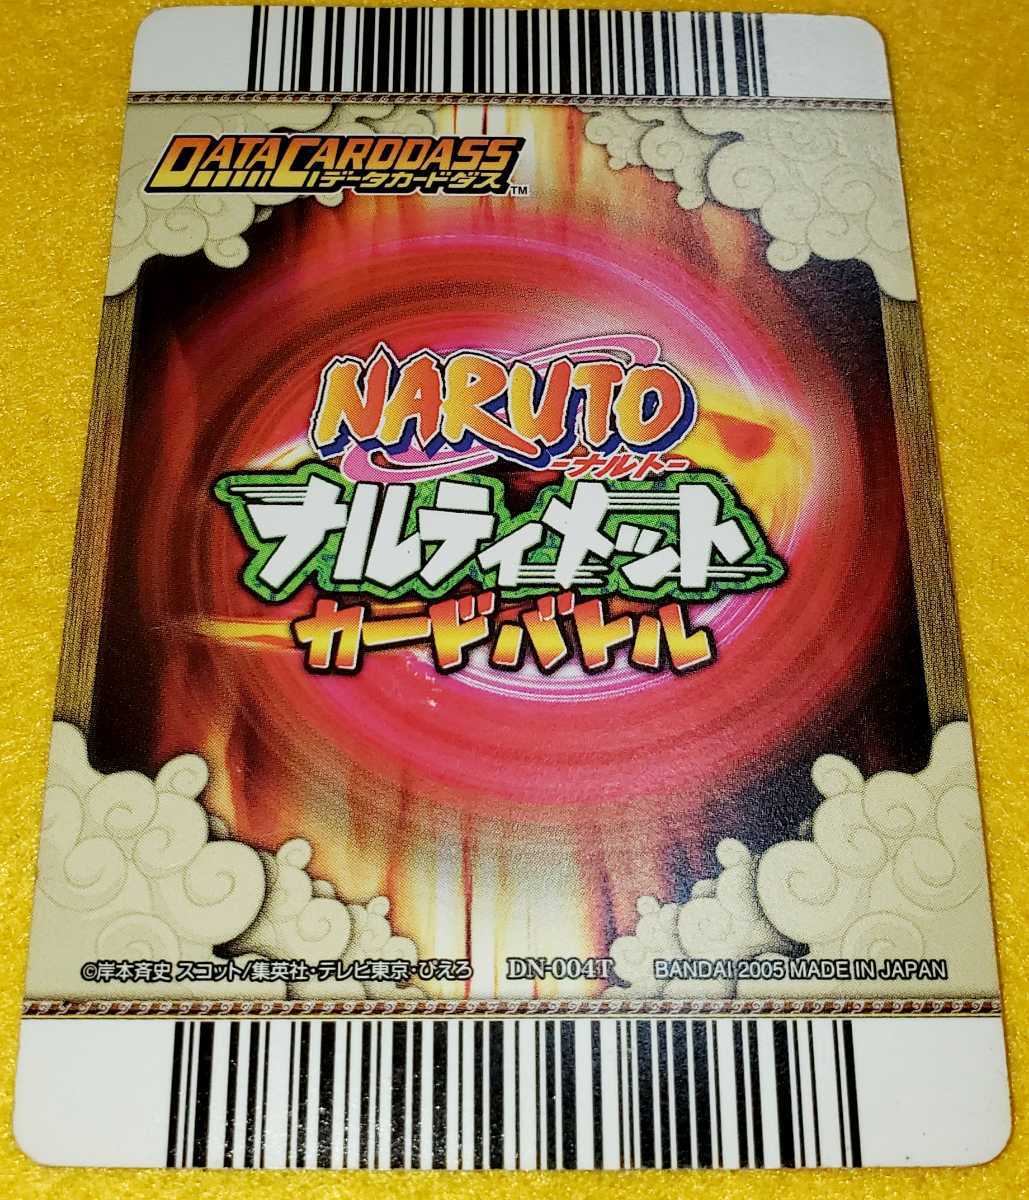 DATA CARDDASS
データカードダス™
NARUTO
-ナルト-
ナルティメット
カードバトル
©岸本斉史 スコット/集英社・テレビ東京・ぴえろ DN-004T BANDAI 2005 MADE IN JAPAN